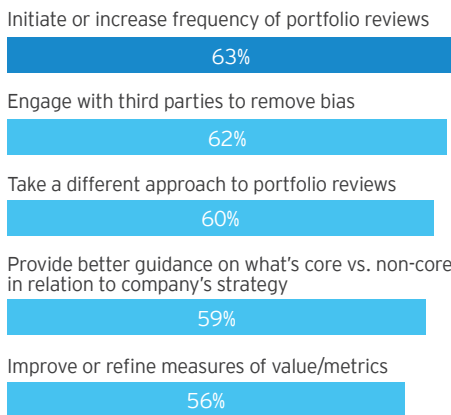 Initiate or increase frequency of portfolio reviews
63%
Engage with third parties to remove bias
62%
Take a different approach to portfolio reviews
60%
Provide better guidance on what's core vs. non-core
in relation to company's strategy
59%
Improve or refine measures of value/metrics
56%